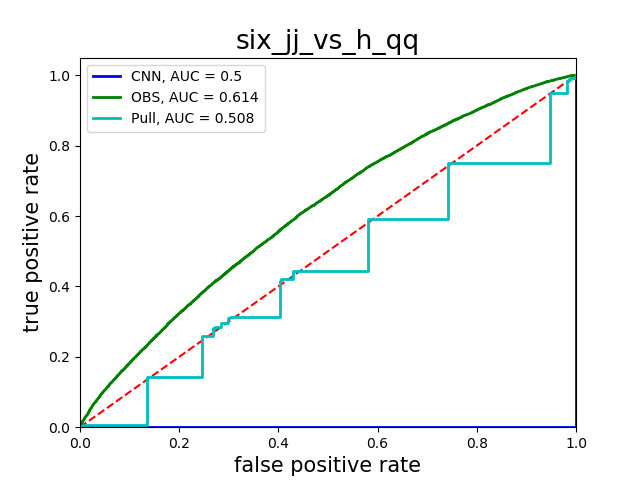 six_jj_vs_h_qq
CNN, AUC = 0.5
OBS, AUC = 0.614
Pull, AUC = 0.508
1.0
0.8
0.6
0.4
0.2
0.0
true positive rate
0.0 0.2 0.4 0.6 0.8 1.0
false positive rate